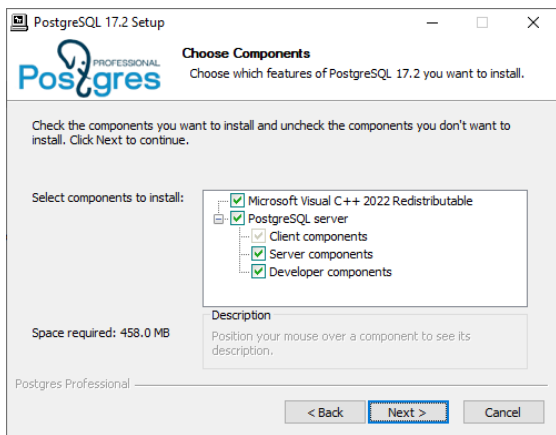 PostgreSQL 17.2 Setup
PROFESSIONAL
Postgres
Choose Components
Choose which features of PostgreSQL 17.2 you want to install.
Check the components you want to install and uncheck the components you don't want to
install. Click Next to continue.
Select components to install:
Microsoft Visual C++ 2022 Redistributable
PostgreSQL server
Client components
Server components
Developer components
Space required: 458.0 MB
Description
Position your mouse over a component to see its
description.
Postgres Professional
< Back
Next >
Cancel